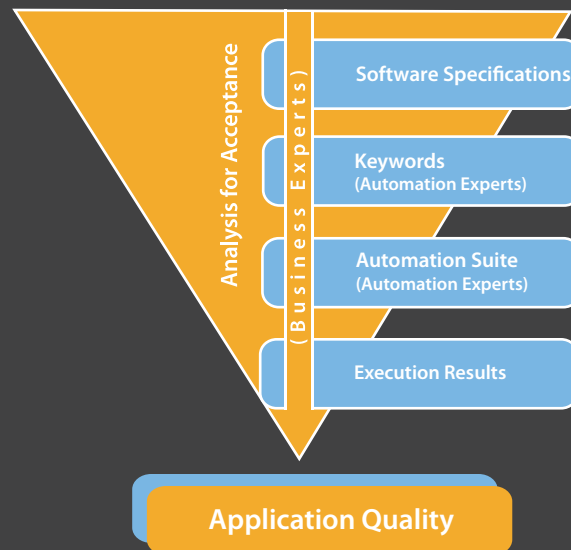 Analysis for Acceptance
(Business Experts)
Software Specifications
Keywords
(Automation Experts)
Automation Suite
(Automation Experts)
Execution Results
Application Quality